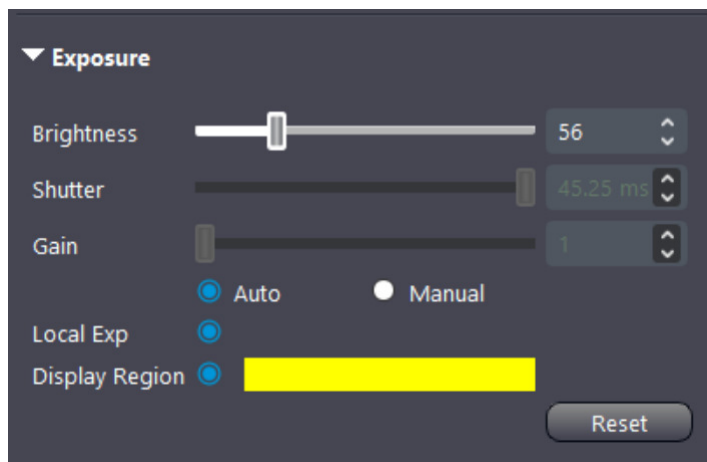 Exposure
Brightness 56
Shutter 45.25 ms
Gain 1
Auto Manual
Local Exp
Display Region
Reset